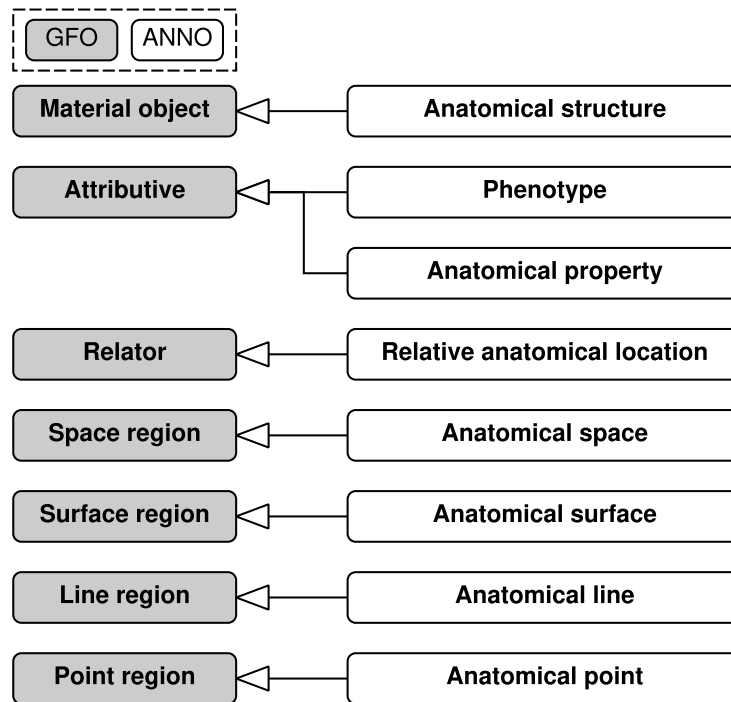 GFO ANNO
Material object Anatomical structure
Attributive Phenotype
Anatomical property
Relator Relative anatomical location
Space region Anatomical space
Surface region Anatomical surface
Line region Anatomical line
Point region Anatomical point